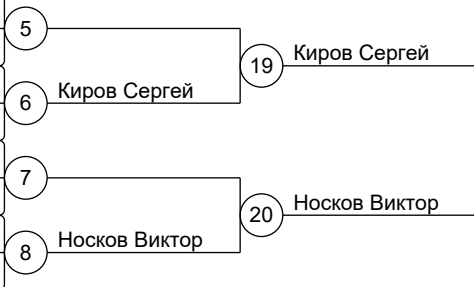 5
19 Киров Сергей
6 Киров Сергей
7
20 Носков Виктор
8 Носков Виктор